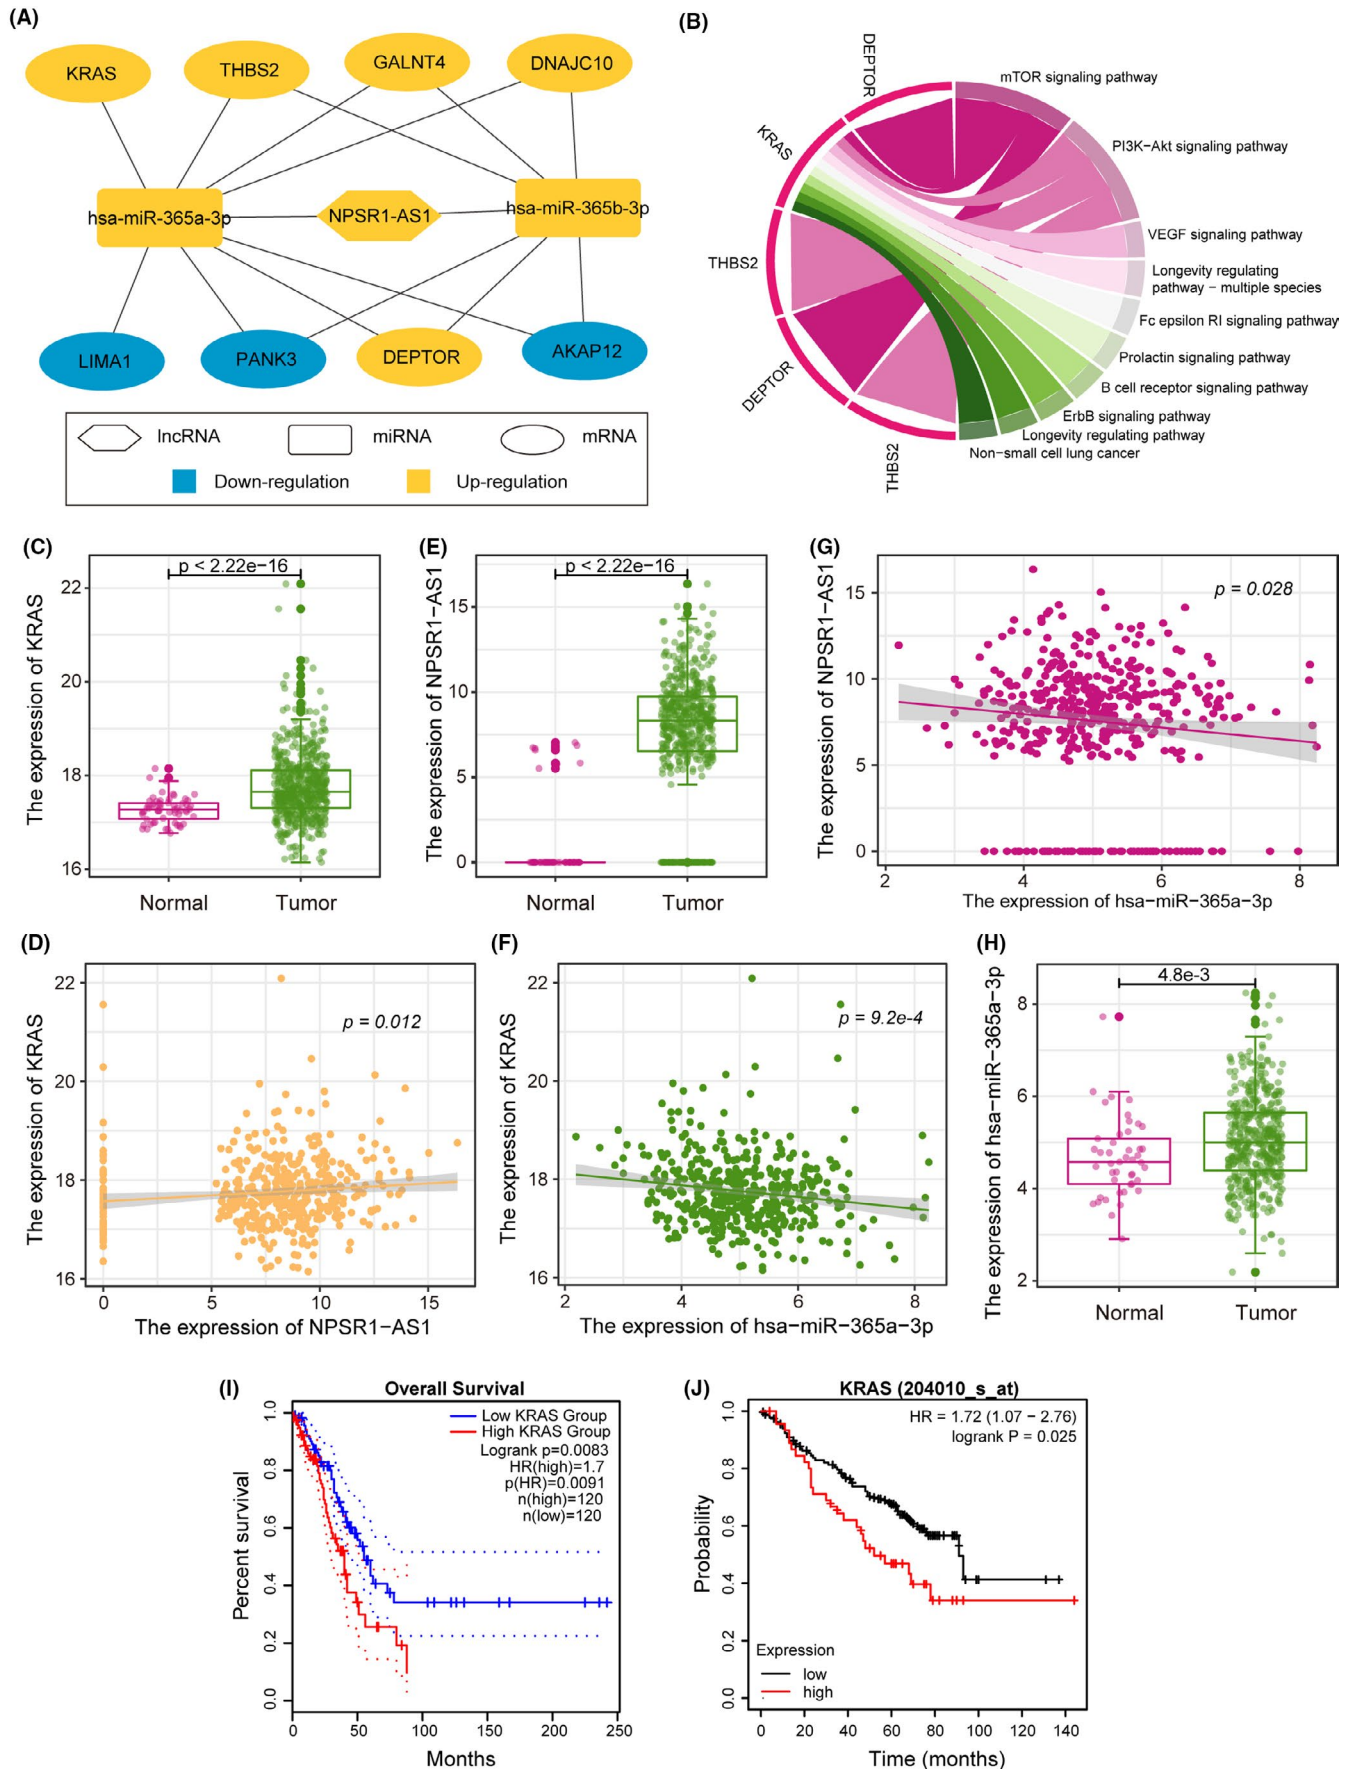 (A)
KRAS
THBS2
GALNT4
DNAJC10
hsa-miR-365a-3p
NPSR1-AS1
hsa-miR-365b-3p
LIMA1
PANK3
DEPTOR
AKAP12
lncRNA
miRNA
mRNA
Down-regulation
Up-regulation
(B)
DEPTOR
KRAS
THBS2
DEPTOR
THBS2
mTOR signaling pathway
PI3K−Akt signaling pathway
VEGF signaling pathway
Longevity regulating
pathway − multiple species
Fc epsilon RI signaling pathway
Prolactin signaling pathway
B cell receptor signaling pathway
ErbB signaling pathway
Longevity regulating pathway
Non−small cell lung cancer
(C)
p < 2.22e−16
The expression of KRAS
22
20
18
16
Normal
Tumor
(E)
p < 2.22e−16
The expression of NPSR1−AS1
15
10
5
0
Normal
Tumor
(G)
p = 0.028
The expression of NPSR1−AS1
15
10
5
0
2
4
6
8
The expression of hsa−miR−365a−3p
(D)
p = 0.012
The expression of KRAS
22
20
18
16
0
5
10
15
The expression of NPSR1−AS1
(F)
p = 9.2e-4
The expression of KRAS
22
20
18
16
2
4
6
8
The expression of hsa−miR−365a−3p
(H)
4.8e-3
The expression of hsa−miR−365a−3p
8
6
4
2
Normal
Tumor
(I)
Overall Survival
Low KRAS Group
High KRAS Group
Logrank p=0.0083
HR(high)=1.7
p(HR)=0.0091
n(high)=120
n(low)=120
Percent survival
1.0
0.8
0.6
0.4
0.2
0.0
0
50
100
150
200
250
Months
(J)
KRAS (204010_s_at)
HR = 1.72 (1.07 − 2.76)
logrank P = 0.025
Probability
1.0
0.8
0.6
0.4
0.2
0.0
Expression
low
high
0
20
40
60
80
100
120
140
Time (months)